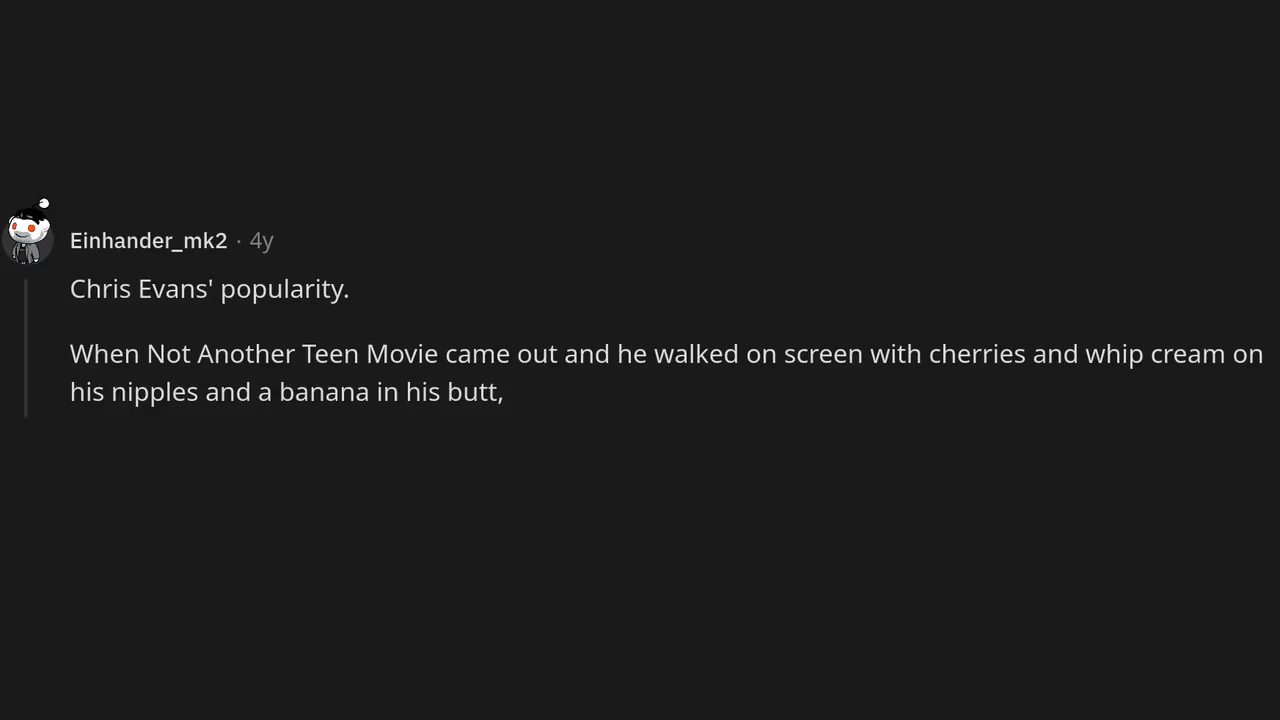 Einhander_mk2 · 4y
Chris Evans' popularity.
When Not Another Teen Movie came out and he walked on screen with cherries and whip cream on
his nipples and a banana in his butt,